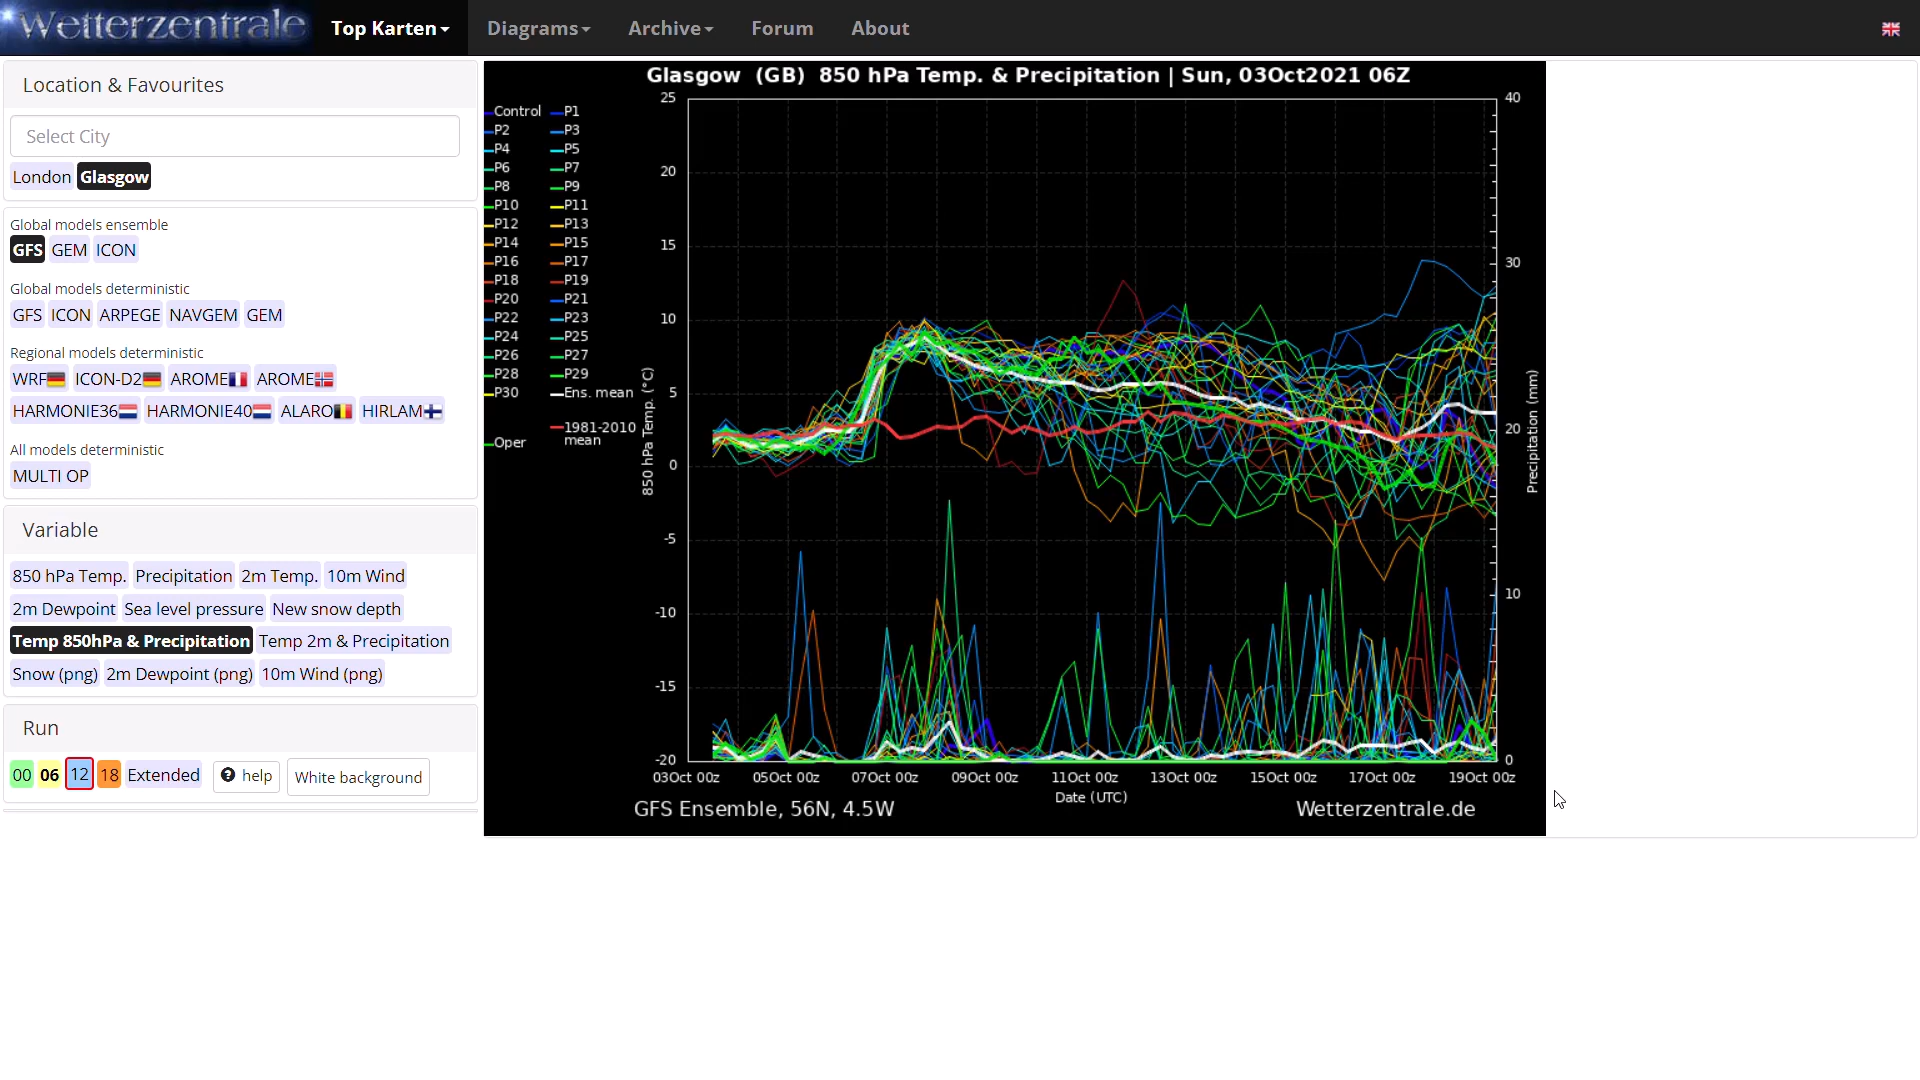 Wetterzentrale
Top Karten
Diagrams
Archive
Forum
About
Location & Favourites
Select City
London Glasgow
Global models ensemble
GFS GEM ICON
Global models deterministic
GFS ICON ARPEGE NAVGEM GEM
Regional models deterministic
WRF ICON-D2 AROME AROME
HARMONIE36 HARMONIE40 ALARO HIRLAM
All models deterministic
MULTI OP
Variable
850 hPa Temp. Precipitation 2m Temp. 10m Wind
2m Dewpoint Sea level pressure New snow depth
Temp 850hPa & Precipitation Temp 2m & Precipitation
Snow (png) 2m Dewpoint (png) 10m Wind (png)
Run
00 06 12 18 Extended help White background
Glasgow (GB) 850 hPa Temp. & Precipitation | Sun, 03Oct2021 06Z
Control P1
P2 P3
P4 P5
P6 P7
P8 P9
P10 P11
P12 P13
P14 P15
P16 P17
P18 P19
P20 P21
P22 P23
P24 P25
P26 P27
P28 P29
P30 Ens. mean
Oper 1981-2010
mean
850 hPa Temp. (°C)
25
20
15
10
5
0
-5
-10
-15
-20
40
30
20
10
0
Precipitation (mm)
03Oct 00z 05Oct 00z 07Oct 00z 09Oct 00z 11Oct 00z 13Oct 00z 15Oct 00z 17Oct 00z 19Oct 00z
Date (UTC)
GFS Ensemble, 56N, 4.5W
Wetterzentrale.de